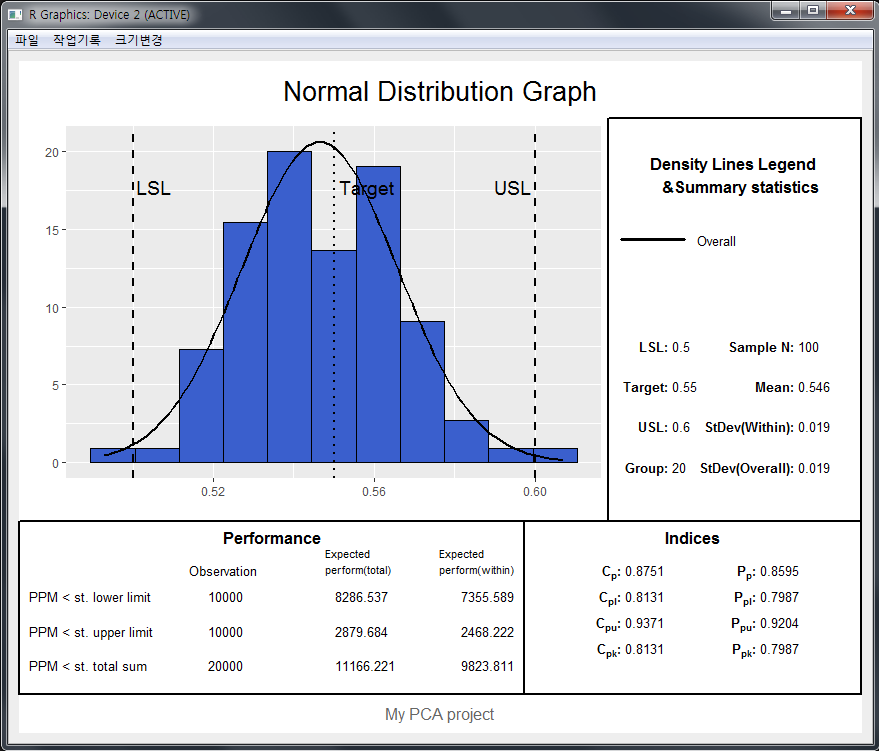 R Graphics: Device 2 (ACTIVE)
파일 작업기록 크기변경
Normal Distribution Graph
20
15
10
5
0
LSL
Target
USL
0.52 0.56 0.60
Density Lines Legend
&Summary statistics
Overall
LSL: 0.5 Sample N: 100
Target: 0.55 Mean: 0.546
USL: 0.6 StDev(Within): 0.019
Group: 20 StDev(Overall): 0.019
Performance
Observation Expected perform(total) Expected perform(within)
PPM < st. lower limit 10000 8286.537 7355.589
PPM < st. upper limit 10000 2879.684 2468.222
PPM < st. total sum 20000 11166.221 9823.811
Indices
Cp: 0.8751 Pp: 0.8595
Cpl: 0.8131 Ppl: 0.7987
Cpu: 0.9371 Ppu: 0.9204
Cpk: 0.8131 Ppk: 0.7987
My PCA project